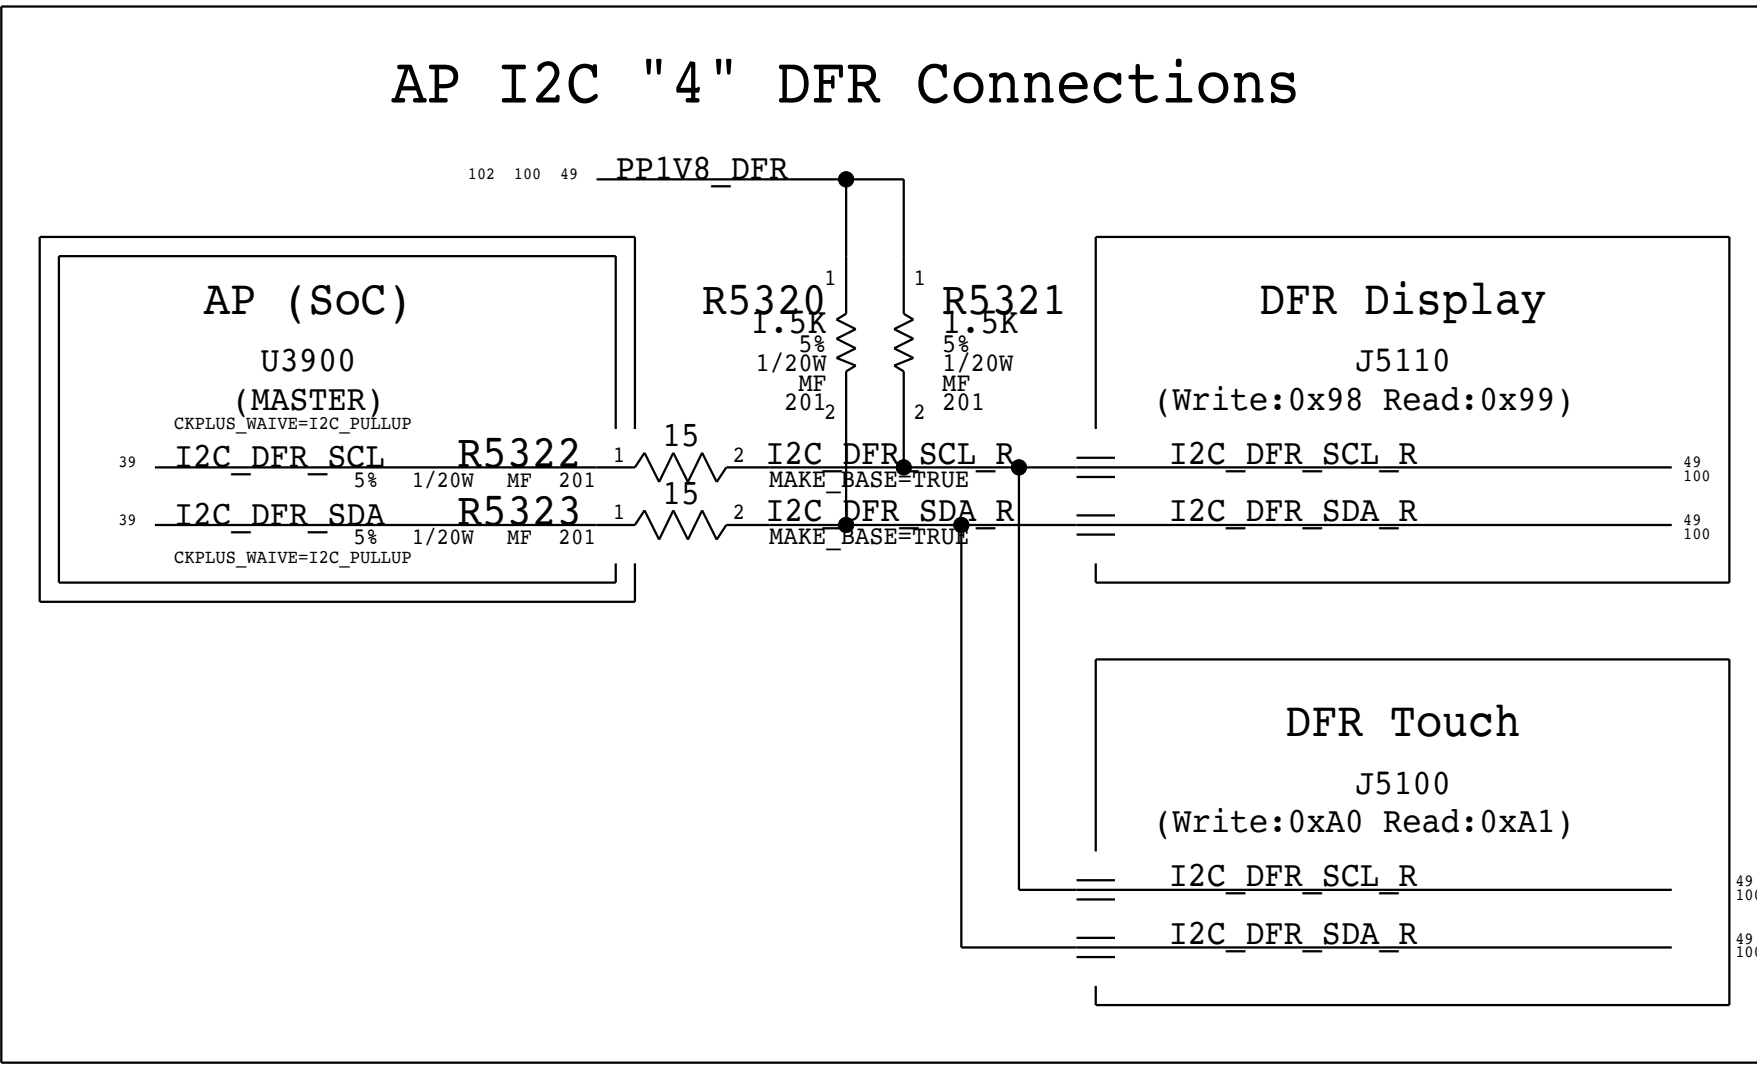 AP I2C "4" DFR Connections
102 100 49 PP1V8_DFR
AP (SoC)
U3900
(MASTER)
CKPLUS_WAIVE=I2C_PULLUP
39 I2C_DFR_SCL R5322 1 15 2 I2C_DFR_SCL_R
5% 1/20W MF 201 MAKE_BASE=TRUE
39 I2C_DFR_SDA R5323 1 15 2 I2C_DFR_SDA_R
5% 1/20W MF 201 MAKE_BASE=TRUE
CKPLUS_WAIVE=I2C_PULLUP
1
R5320
1.5K
5%
1/20W
MF
201
2
1
R5321
1.5K
5%
1/20W
MF
201
2
DFR Display
J5110
(Write:0x98 Read:0x99)
I2C_DFR_SCL_R 49
100
I2C_DFR_SDA_R 49
100
DFR Touch
J5100
(Write:0xA0 Read:0xA1)
I2C_DFR_SCL_R 49
100
I2C_DFR_SDA_R 49
100